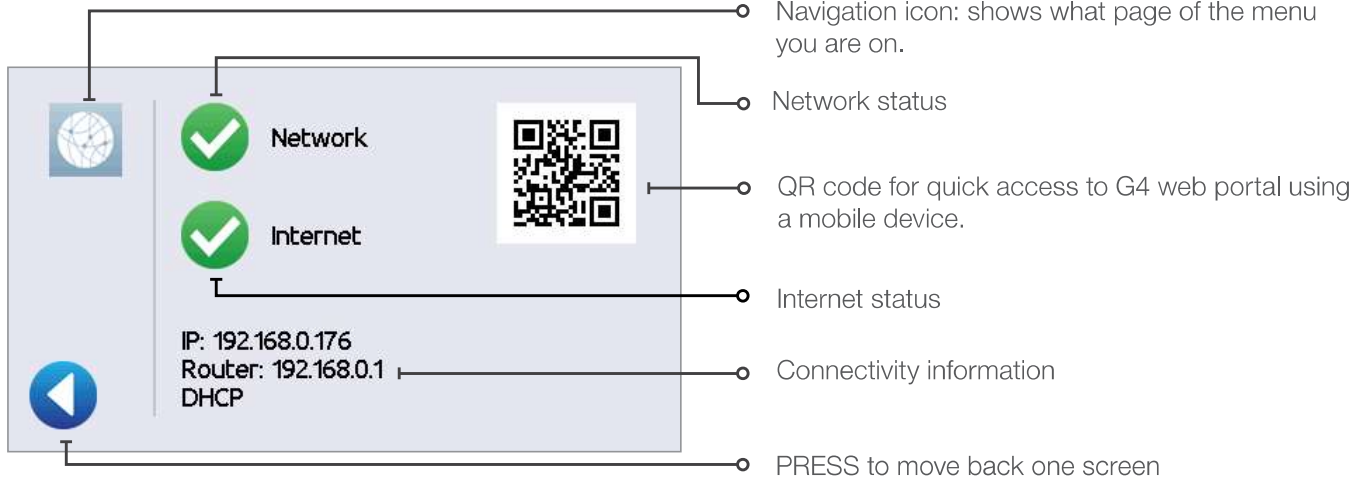 Navigation icon: shows what page of the menu
you are on.
Network status
Network
QR code for quick access to G4 web portal using
a mobile device.
Internet
Internet status
IP: 192.168.0.176
Router: 192.168.0.1
DHCP
Connectivity information
PRESS to move back one screen